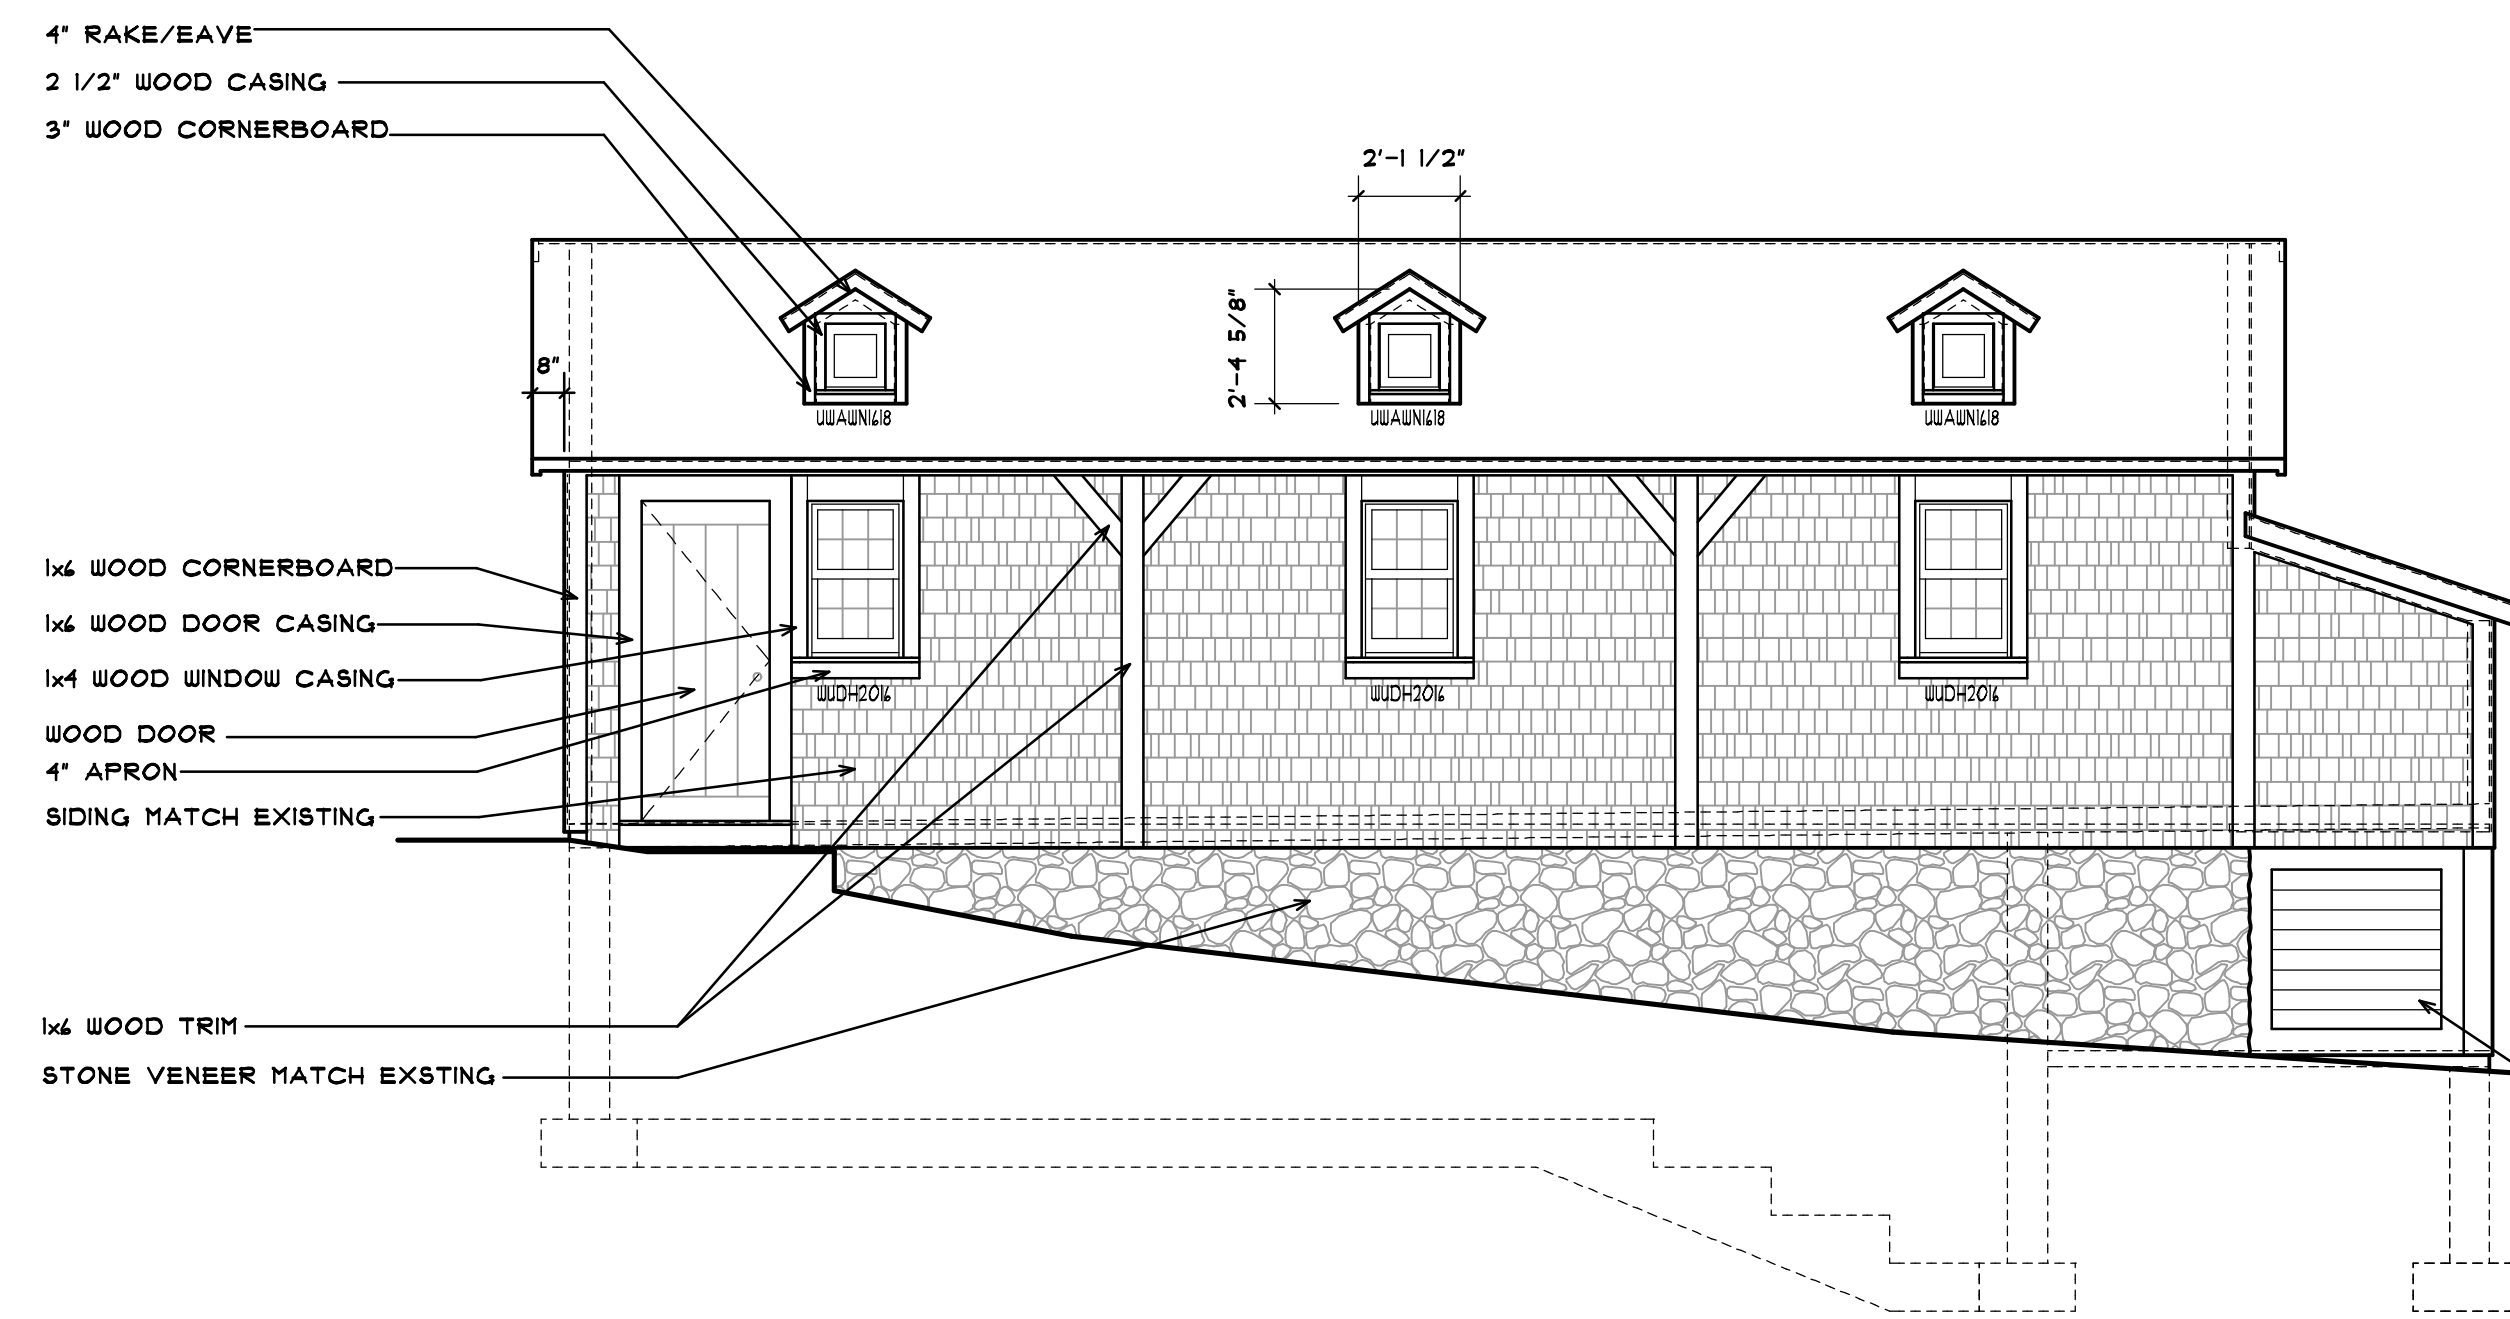 4" RAKE/EAVE
2 1/2" WOOD CASING
3" WOOD CORNERBOARD
2'-1 1/2"
2'-4 5/8"
8"
UWAWN1618
UWAWN1618
UWAWN1618
1x6 WOOD CORNERBOARD
1x6 WOOD DOOR CASING
1x4 WOOD WINDOW CASING
WUDH2016
WUDH2016
WUDH2016
WOOD DOOR
4" APRON
SIDING MATCH EXISTING
1x6 WOOD TRIM
STONE VENEER MATCH EXSTING